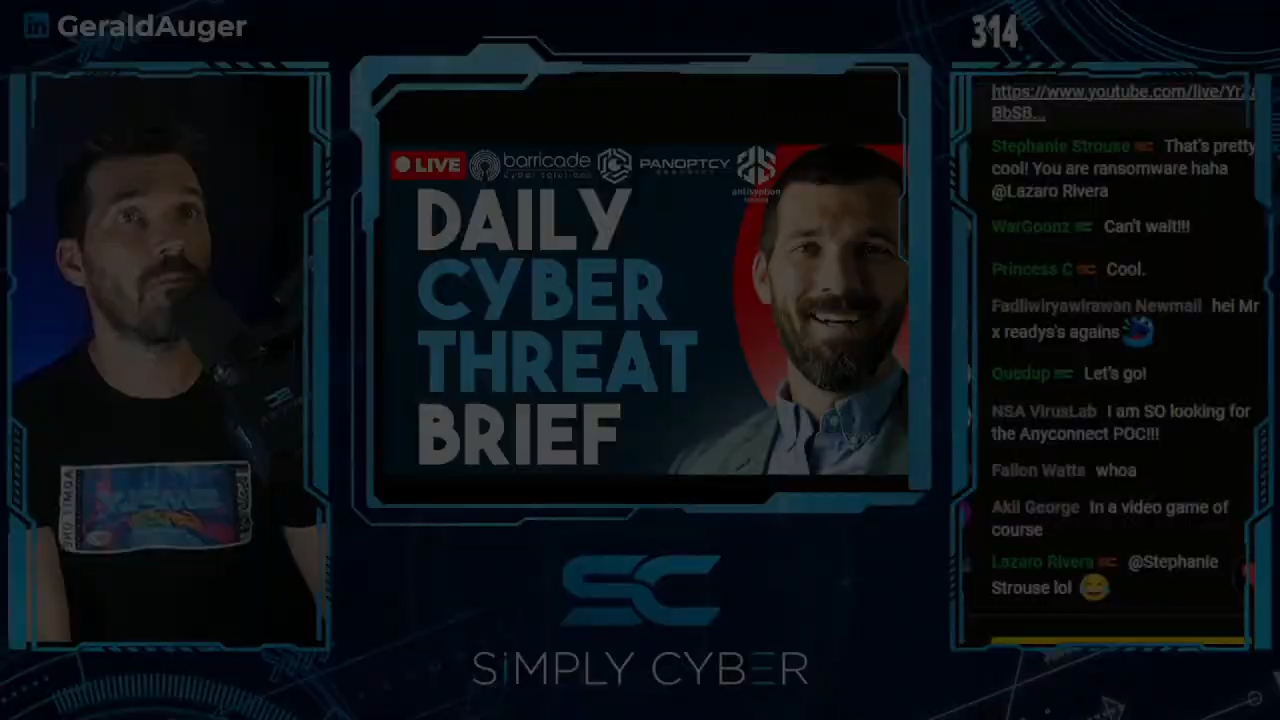 GeraldAuger
314
LIVE
barricade
cyber solutions
PANOPTCY
antisyphon
DAILY
CYBER
THREAT
BRIEF
SC
SiMPLY CYBER
https://www.youtube.com/live/Yr
BbSB...
Stephanie Strouse That's pretty
cool! You are ransomware haha
@Lazaro Rivera
WarGoonz Can't wait!!!
Princess C Cool.
Fadliwiryawirawan Newmail hei Mr
x readys's agains
Quedup Let's go!
NSA VirusLab I am SO looking for
the Anyconnect POC!!!
Fallon Watts whoa
Akil George In a video game of
course
Lazaro Rivera @Stephanie
Strouse lol